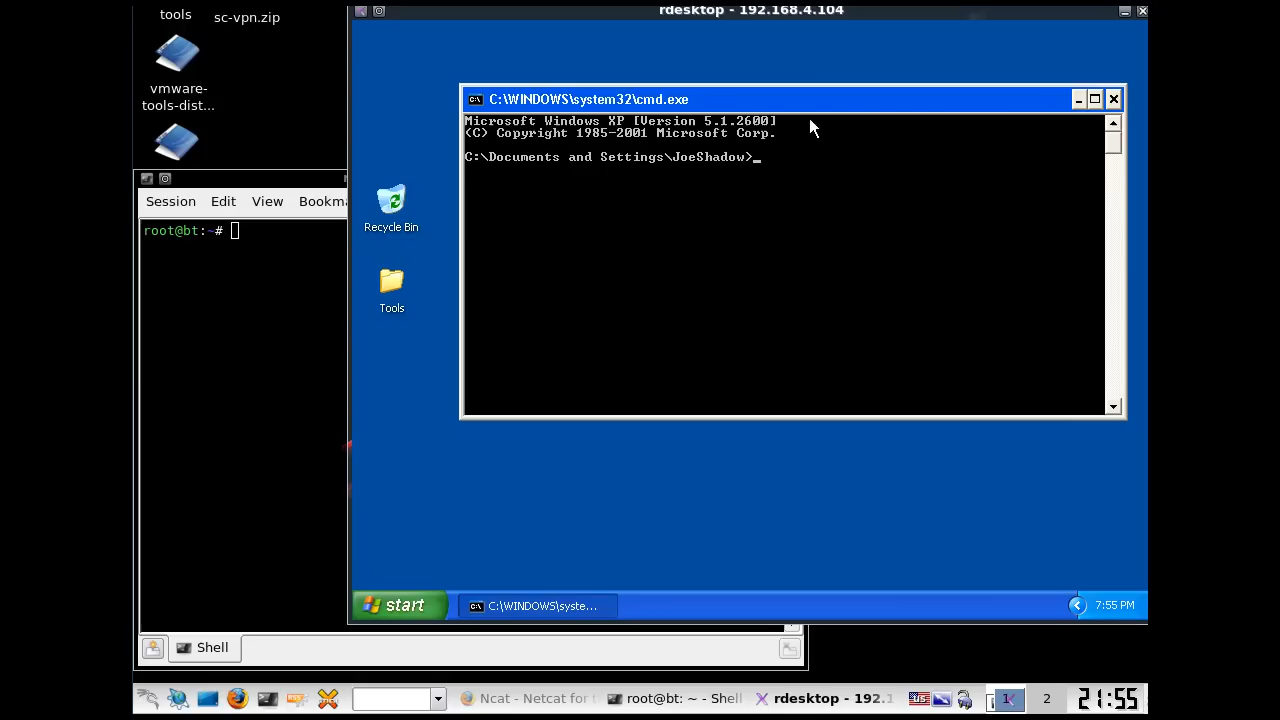 tools
sc-vpn.zip
vmware-
tools-dist...
rdesktop - 192.168.4.104
C:\WINDOWS\system32\cmd.exe
Microsoft Windows XP [Version 5.1.2600]
(C) Copyright 1985-2001 Microsoft Corp.
C:\Documents and Settings\JoeShadow>_
Recycle Bin
Tools
Session Edit View Bookma
root@bt:~#
start
C:\WINDOWS\syste...
7:55 PM
Shell
Ncat - Netcat for t
root@bt: ~ - Shell
rdesktop - 192.1
1
2
21:55